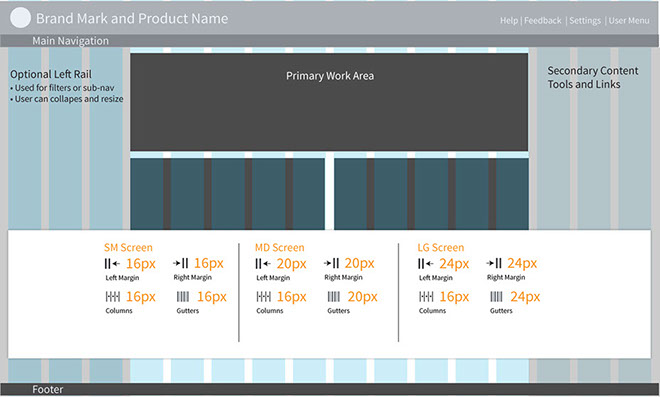 Brand Mark and Product Name
Help | Feedback | Settings | User Menu
Main Navigation
Optional Left Rail
• Used for filters or sub-nav
• User can collapes and resize
Primary Work Area
Secondary Content
Tools and Links
SM Screen
16px
Left Margin
16px
Right Margin
16px
Columns
16px
Gutters
MD Screen
20px
Left Margin
20px
Right Margin
16px
Columns
20px
Gutters
LG Screen
24px
Left Margin
24px
Right Margin
16px
Columns
24px
Gutters
Footer